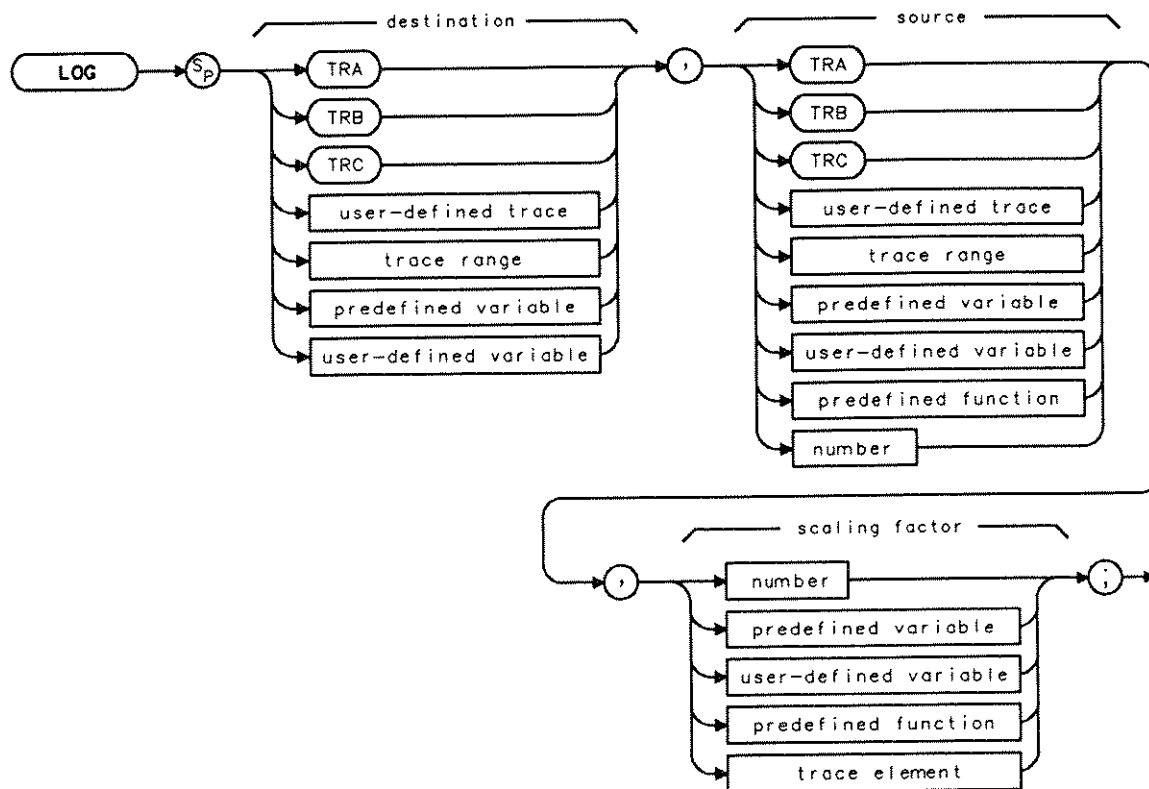 destination
source
LOG
Sp
TRA
TRB
TRC
user-defined trace
trace range
predefined variable
user-defined variable
,
TRA
TRB
TRC
user-defined trace
trace range
predefined variable
user-defined variable
predefined function
number
scaling factor
,
number
predefined variable
user-defined variable
predefined function
trace element
;